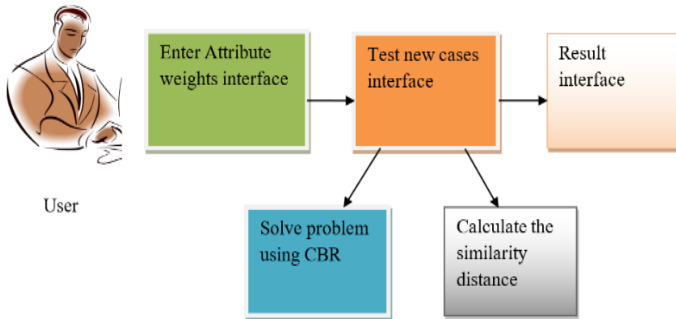 Enter Attribute
weights interface
Test new cases
interface
Result
interface
User
Solve problem
using CBR
Calculate the
similarity
distance